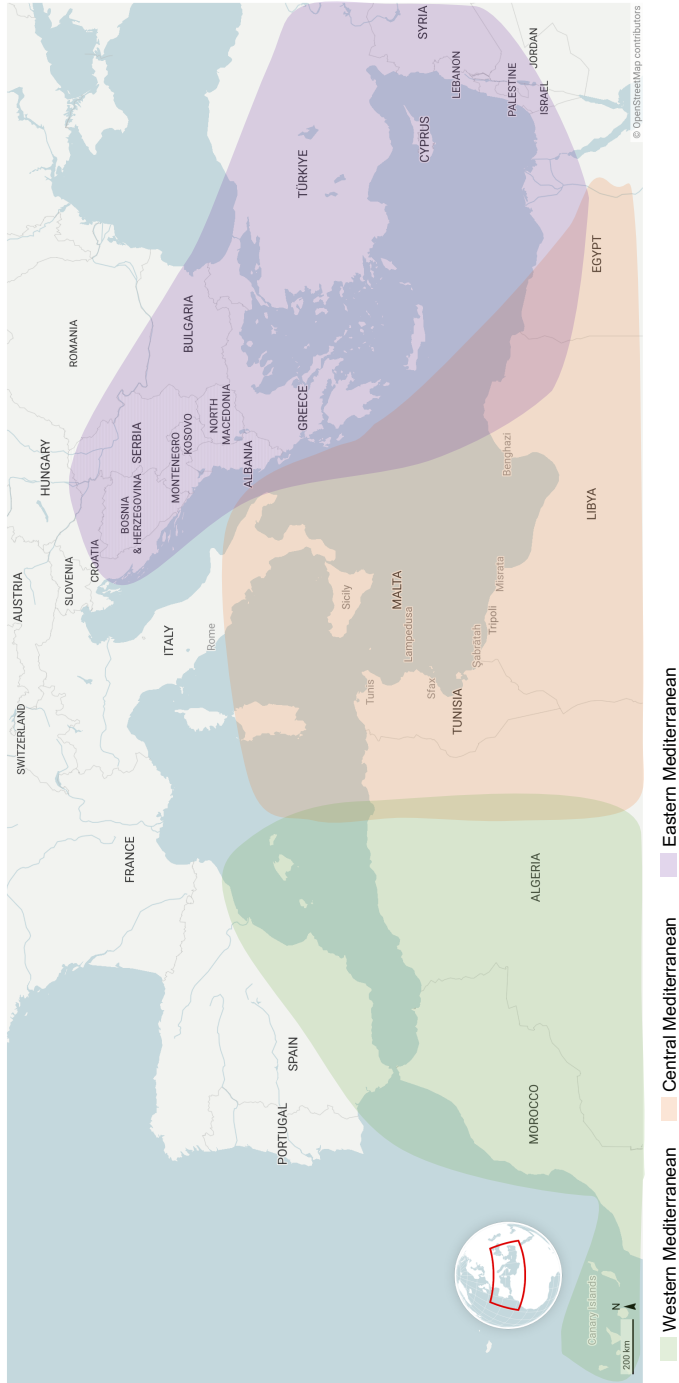 AUSTRIA
HUNGARY
SWITZERLAND
SLOVENIA
ROMANIA
CROATIA
FRANCE
BOSNIA
& HERZEGOVINA
SERBIA
ITALY
MONTENEGRO
KOSOVO
BULGARIA
Rome
NORTH
MACEDONIA
ALBANIA
PORTUGAL
SPAIN
GREECE
TÜRKIYE
Sicily
Tunis
MALTA
Lampedusa
CYPRUS
SYRIA
Sfax
TUNISIA
LEBANON
Şabrātah
Tripoli
Misrata
Benghazi
PALESTINE
JORDAN
ISRAEL
MOROCCO
ALGERIA
LIBYA
EGYPT
Canary Islands
N
200 km
© OpenStreetMap contributors
Western Mediterranean
Central Mediterranean
Eastern Mediterranean